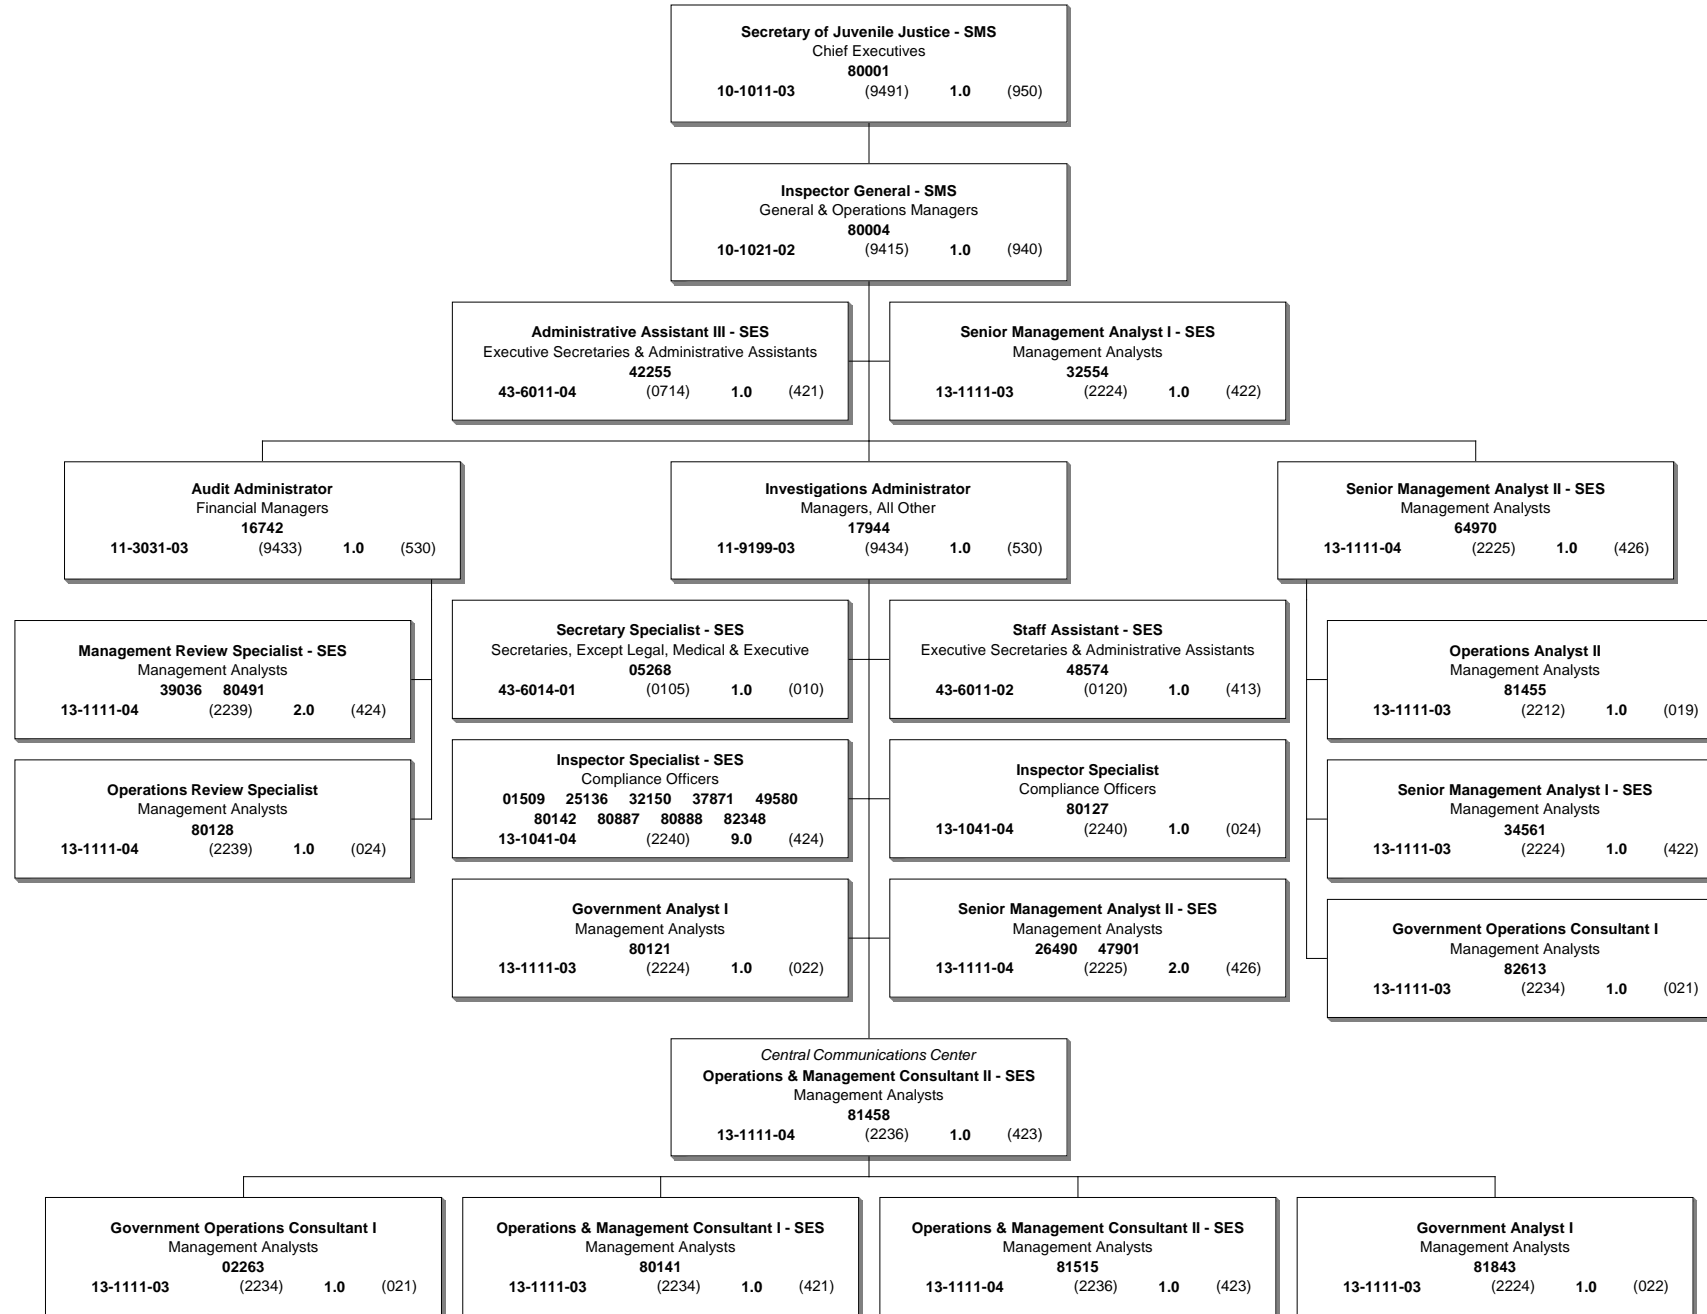 Secretary of Juvenile Justice - SMS
Chief Executives
80001
10-1011-03 (9491) 1.0 (950)
Inspector General - SMS
General & Operations Managers
80004
10-1021-02 (9415) 1.0 (940)
Administrative Assistant III - SES
Executive Secretaries & Administrative Assistants
42255
43-6011-04 (0714) 1.0 (421)
Senior Management Analyst I - SES
Management Analysts
32554
13-1111-03 (2224) 1.0 (422)
Audit Administrator
Financial Managers
16742
11-3031-03 (9433) 1.0 (530)
Investigations Administrator
Managers, All Other
17944
11-9199-03 (9434) 1.0 (530)
Senior Management Analyst II - SES
Management Analysts
64970
13-1111-04 (2225) 1.0 (426)
Management Review Specialist - SES
Management Analysts
39036 80491
13-1111-04 (2239) 2.0 (424)
Secretary Specialist - SES
Secretaries, Except Legal, Medical & Executive
05268
43-6014-01 (0105) 1.0 (010)
Staff Assistant - SES
Executive Secretaries & Administrative Assistants
48574
43-6011-02 (0120) 1.0 (413)
Operations Analyst II
Management Analysts
81455
13-1111-03 (2212) 1.0 (019)
Operations Review Specialist
Management Analysts
80128
13-1111-04 (2239) 1.0 (024)
Inspector Specialist - SES
Compliance Officers
01509 25136 32150 37871 49580
80142 80887 80888 82348
13-1041-04 (2240) 9.0 (424)
Inspector Specialist
Compliance Officers
80127
13-1041-04 (2240) 1.0 (024)
Senior Management Analyst I - SES
Management Analysts
34561
13-1111-03 (2224) 1.0 (422)
Government Analyst I
Management Analysts
80121
13-1111-03 (2224) 1.0 (022)
Senior Management Analyst II - SES
Management Analysts
26490 47901
13-1111-04 (2225) 2.0 (426)
Government Operations Consultant I
Management Analysts
82613
13-1111-03 (2234) 1.0 (021)
Central Communications Center
Operations & Management Consultant II - SES
Management Analysts
81458
13-1111-04 (2236) 1.0 (423)
Government Operations Consultant I
Management Analysts
02263
13-1111-03 (2234) 1.0 (021)
Operations & Management Consultant I - SES
Management Analysts
80141
13-1111-03 (2234) 1.0 (421)
Operations & Management Consultant II - SES
Management Analysts
81515
13-1111-04 (2236) 1.0 (423)
Government Analyst I
Management Analysts
81843
13-1111-03 (2224) 1.0 (022)